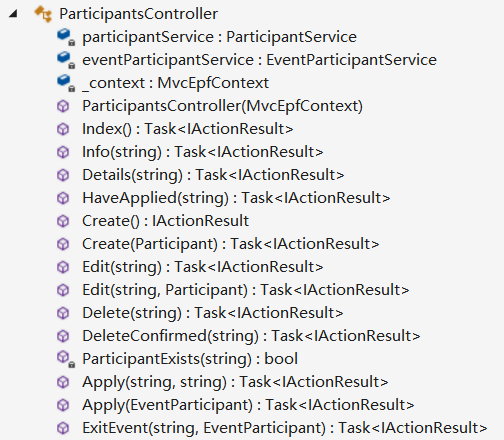 ParticipantsController
participantService : ParticipantService
eventParticipantService : EventParticipantService
_context : MvcEpfContext
ParticipantsController(MvcEpfContext)
Index() : Task<IActionResult>
Info(string) : Task<IActionResult>
Details(string) : Task<IActionResult>
HaveApplied(string) : Task<IActionResult>
Create() : IActionResult
Create(Participant) : Task<IActionResult>
Edit(string) : Task<IActionResult>
Edit(string, Participant) : Task<IActionResult>
Delete(string) : Task<IActionResult>
DeleteConfirmed(string) : Task<IActionResult>
ParticipantExists(string) : bool
Apply(string, string) : Task<IActionResult>
Apply(EventParticipant) : Task<IActionResult>
ExitEvent(string, EventParticipant) : Task<IActionResult>